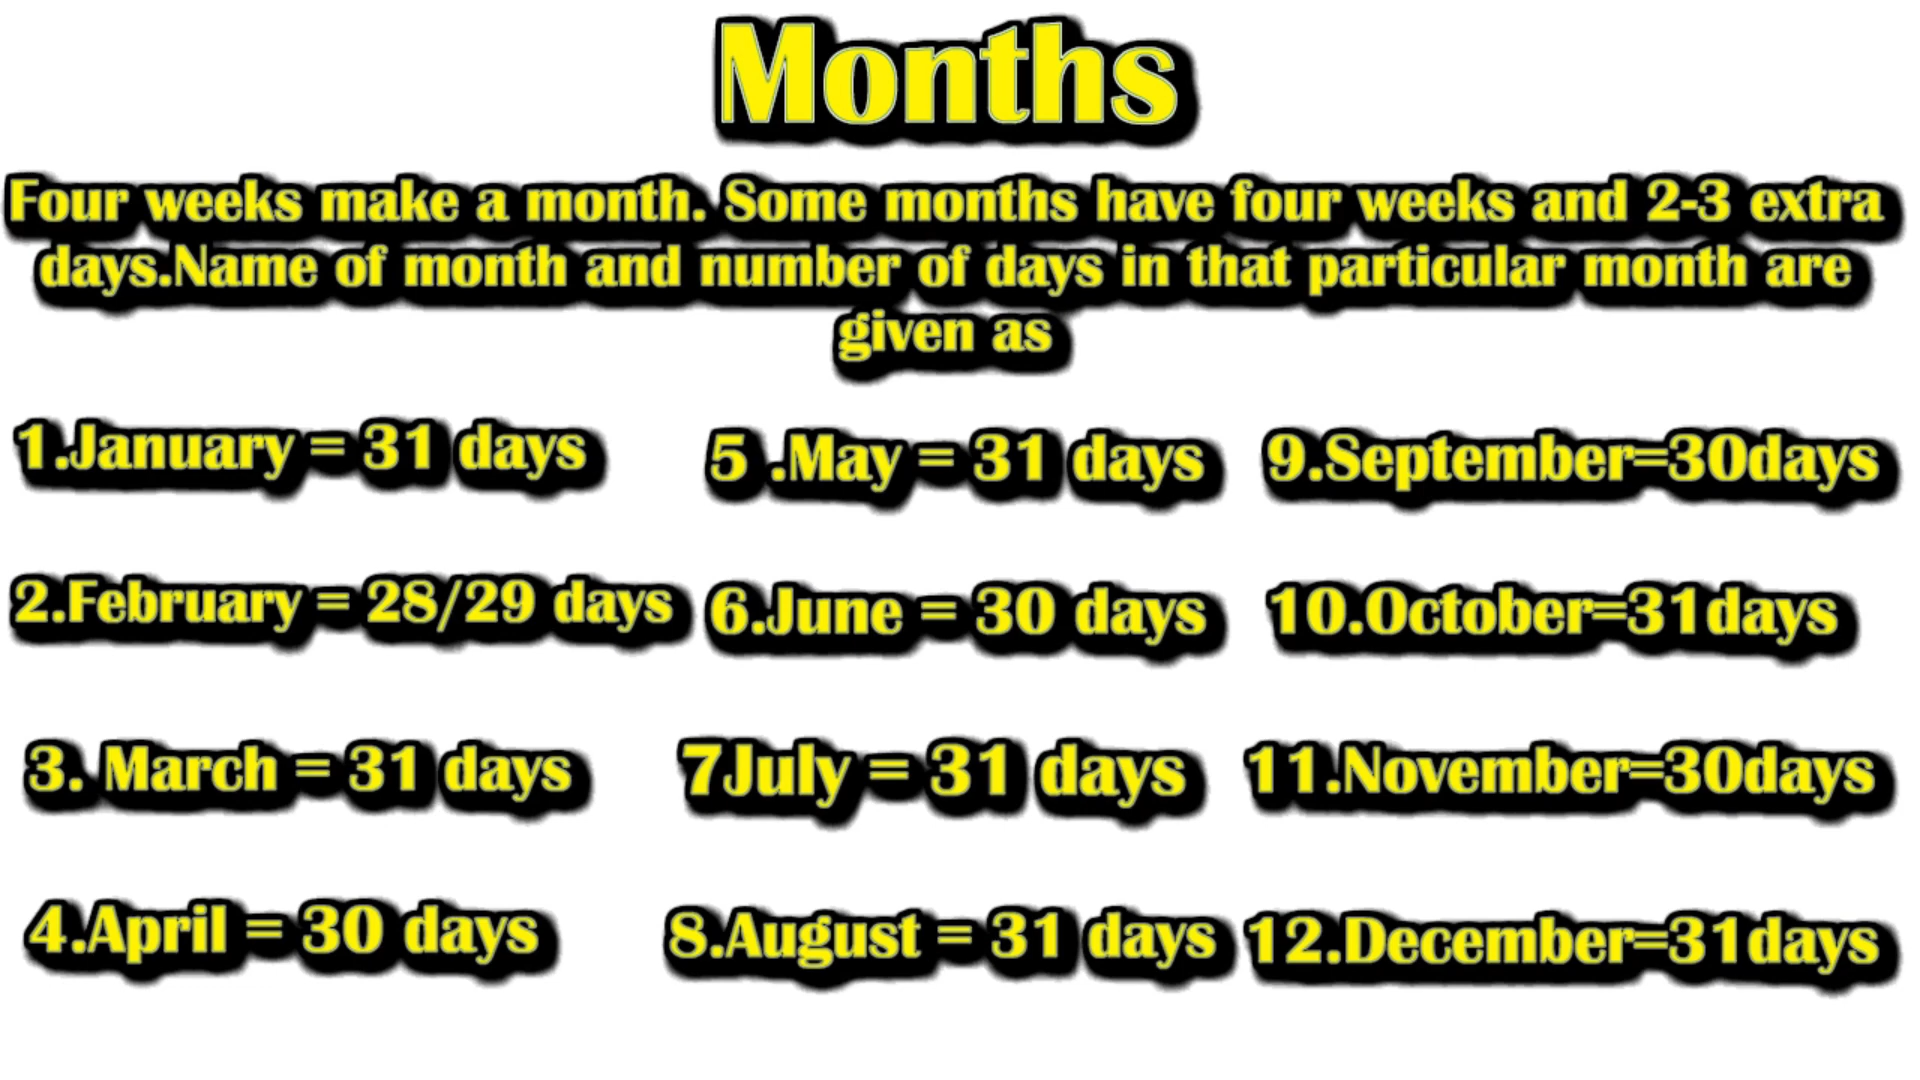 Months
Four weeks make a month. Some months have four weeks and 2-3 extra
days.Name of month and number of days in that particular month are
given as
1.January = 31 days
2.February = 28/29 days
3. March = 31 days
4.April = 30 days
5 .May = 31 days
6.June = 30 days
7July = 31 days
8.August = 31 days
9.September=30days
10.October=31days
11.November=30days
12.December=31days